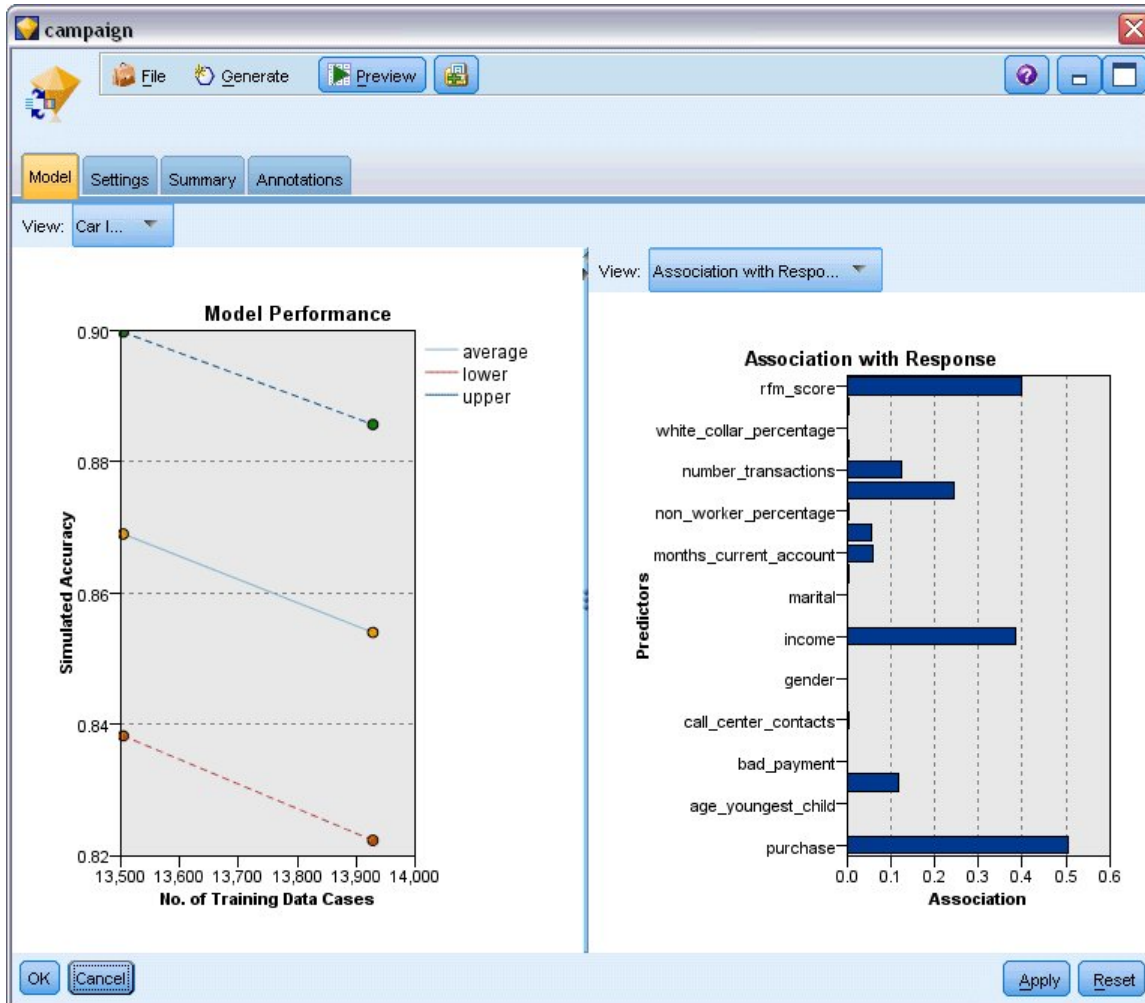 campaign
File Generate Preview
Model Settings Summary Annotations
View: Car I...
Model Performance
0.90
0.88
0.86
0.84
0.82
Simulated Accuracy
13,500 13,600 13,700 13,800 13,900 14,000
No. of Training Data Cases
average
lower
upper
View: Association with Respo...
Association with Response
Predictors
rfm_score
white_collar_percentage
number_transactions
non_worker_percentage
months_current_account
marital
income
gender
call_center_contacts
bad_payment
age_youngest_child
purchase
0.0 0.1 0.2 0.3 0.4 0.5 0.6
Association
OK Cancel Apply Reset